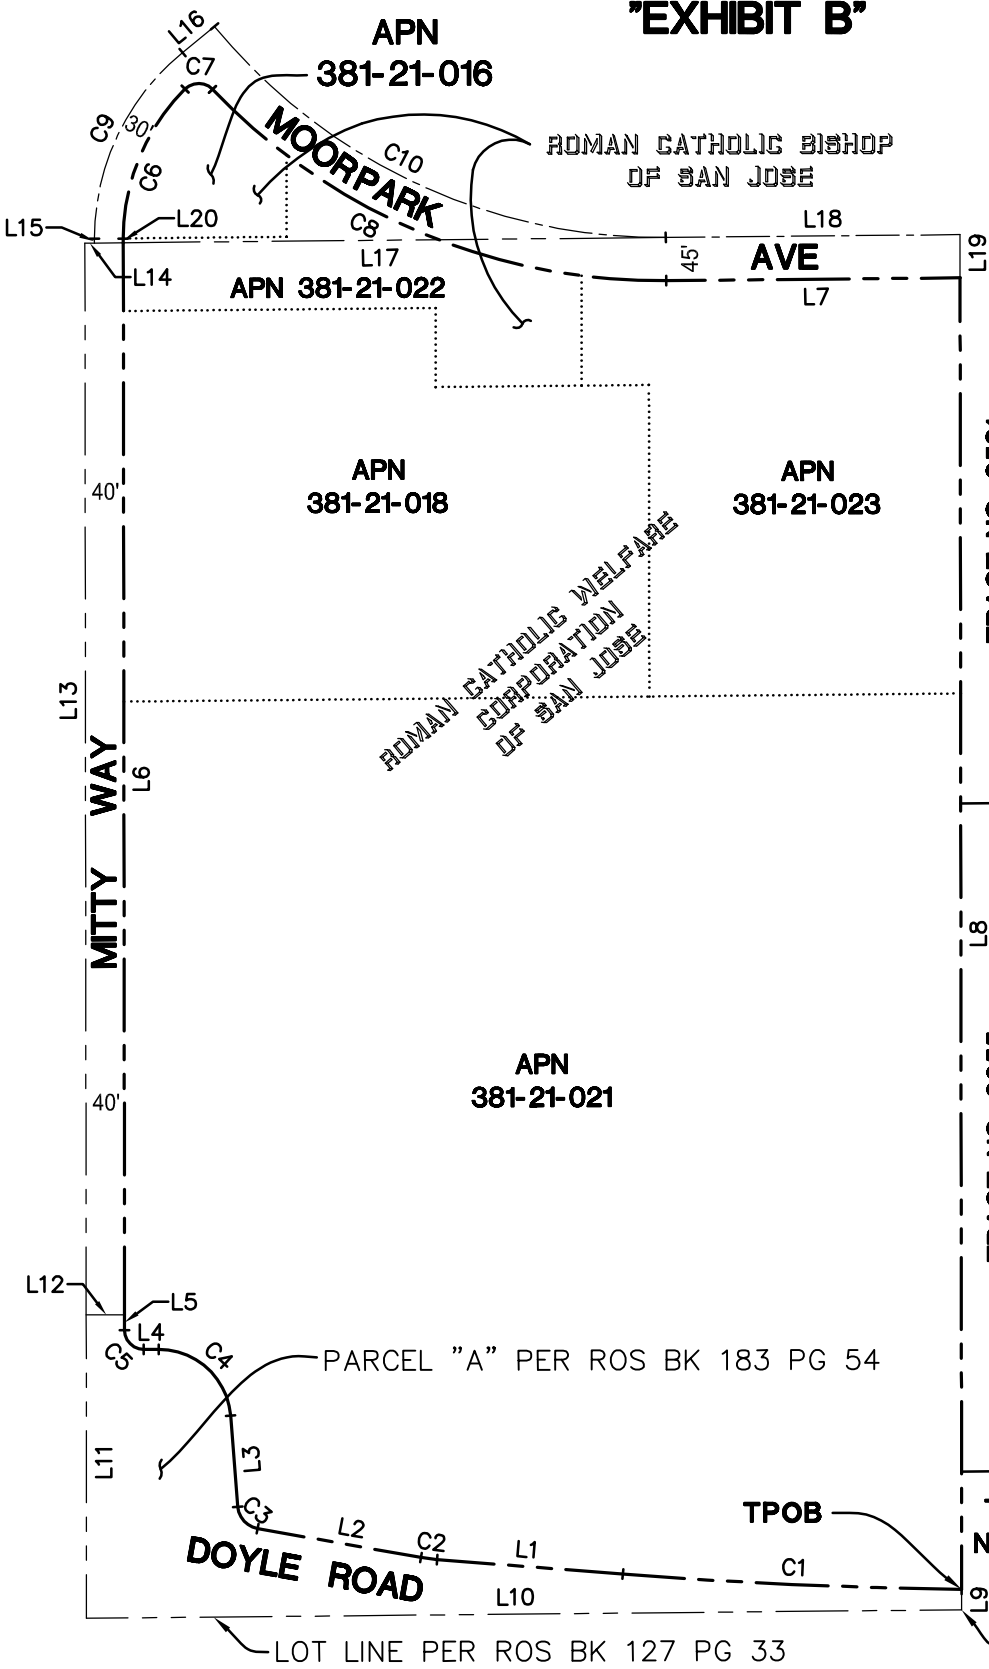 "EXHIBIT B"
L16
APN
381-21-016
C7
C9
30'
C6
MOORPARK
C10
ROMAN CATHOLIC BISHOP
OF SAN JOSE
L15
L20
C8
L18
L14
L17
45'
AVE
L19
APN 381-21-022
L7
APN
381-21-018
APN
381-21-023
40'
ROMAN CATHOLIC WELFARE
CORPORATION
OF SAN JOSE
L13
L6
MITTY WAY
L8
APN
381-21-021
40'
L12
L5
L4
C5
C4
PARCEL "A" PER ROS BK 183 PG 54
L11
L3
C3
TPOB
L2
C2
L1
C1
N
DOYLE ROAD
L10
L9
LOT LINE PER ROS BK 127 PG 33